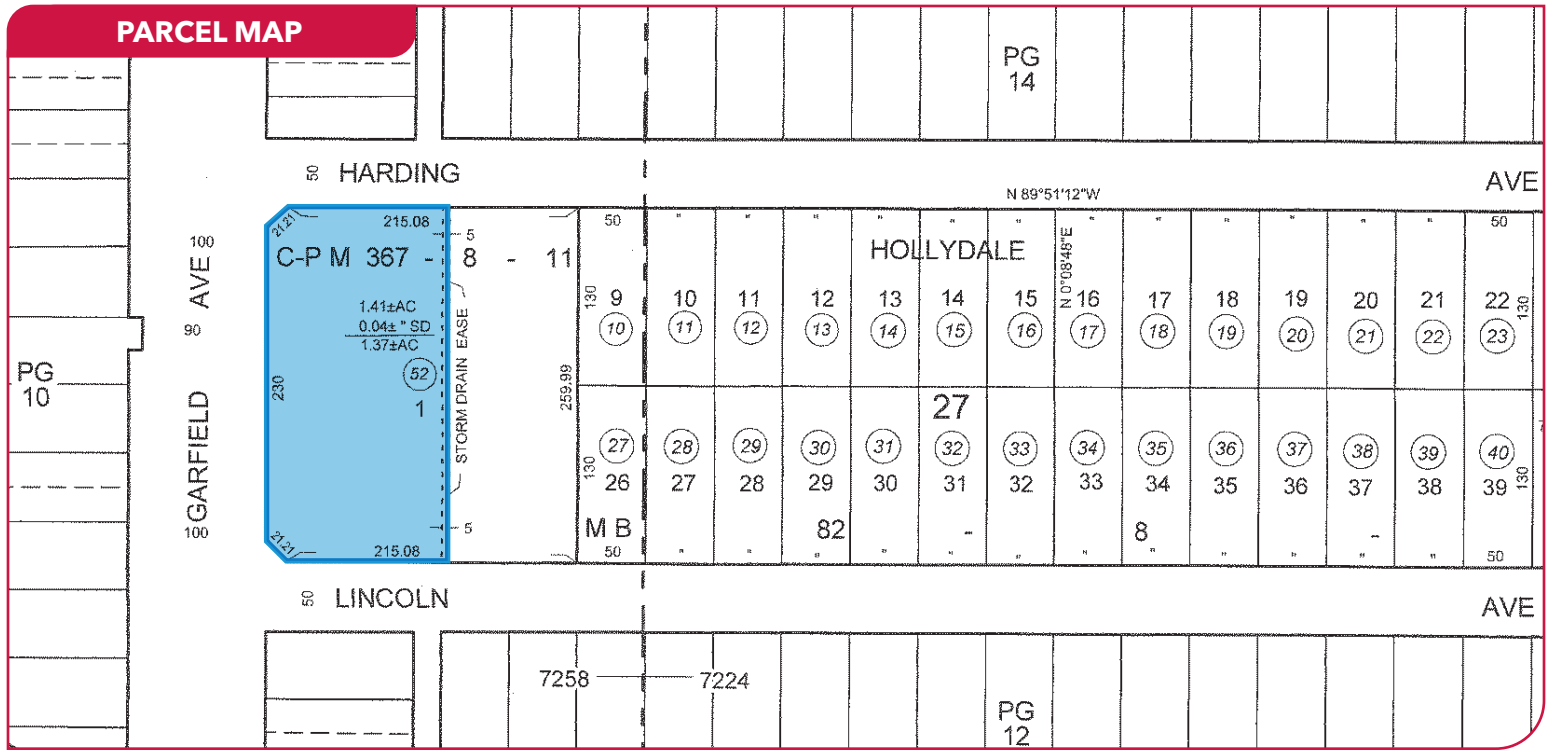 PARCEL MAP
PG
14
50 HARDING AVE
N 89°51'12"W
21.21 215.08 5 50 " " " " " " " " " " " " 50
C-P M 367 - 8 - 11
HOLLYDALE
N 0°08'48"E
100
AVE
90
GARFIELD
100
PG
10
1.41±AC
0.04± " SD
1.37±AC
52
1
230
STORM DRAIN EASE
259.99
130 9 10 11 12 13 14 15 16 17 18 19 20 21 22 130
10 11 12 13 14 15 16 17 18 19 20 21 22 23
27
27 28 29 30 31 32 33 34 35 36 37 38 39 40
130 26 27 28 29 30 31 32 33 34 35 36 37 38 39 130
M B 82 - 8 -
21.21 215.08 5 50 " " " " " " " " " " " " 50
50 LINCOLN AVE
7258 7224
PG
12